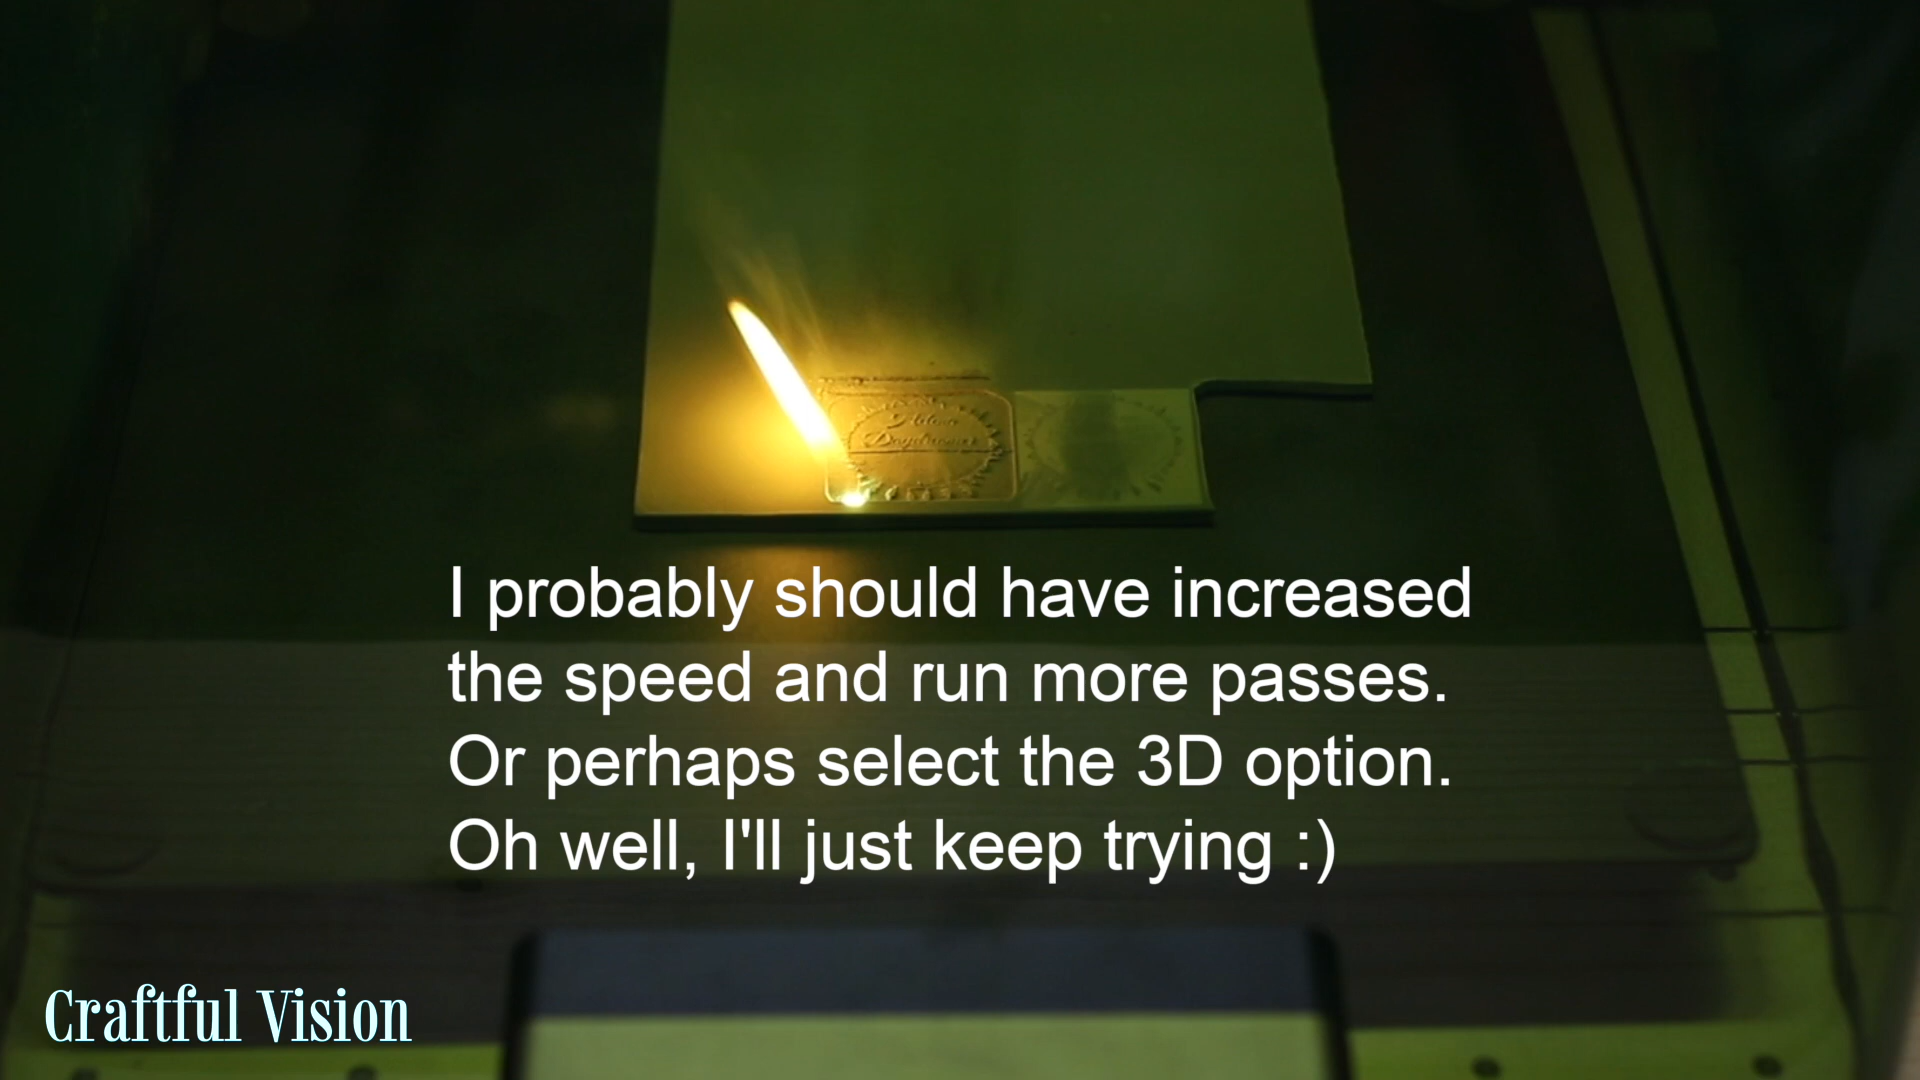 I probably should have increased
the speed and run more passes.
Or perhaps select the 3D option.
Oh well, I'll just keep trying :)
Craftful Vision